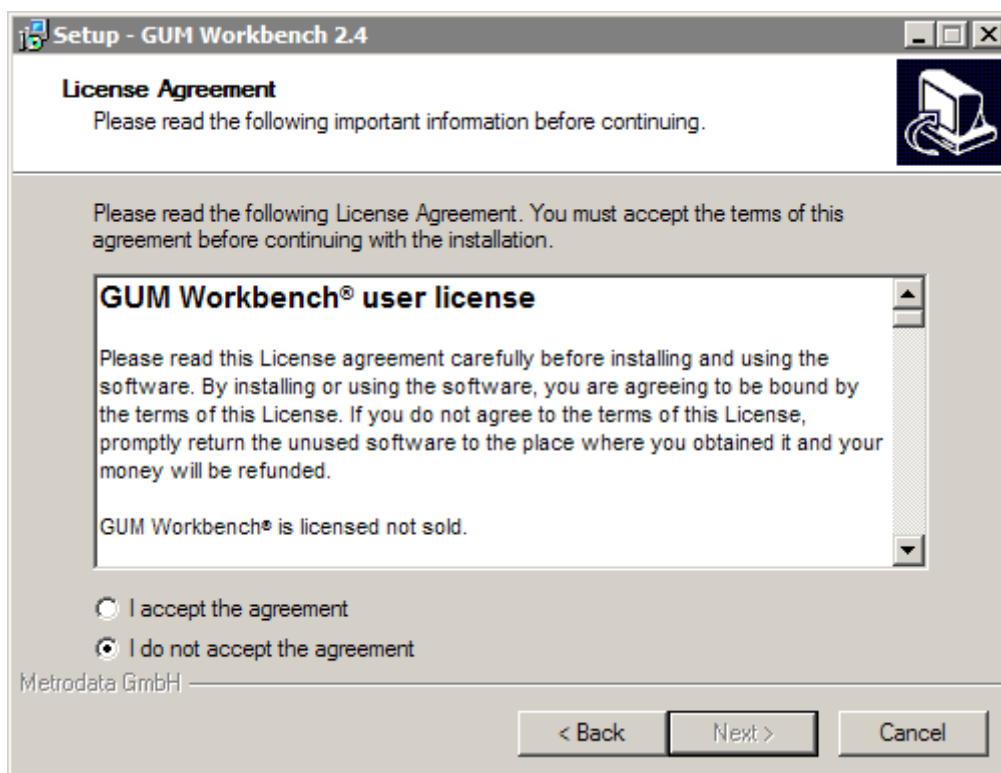 Setup - GUM Workbench 2.4
License Agreement
Please read the following important information before continuing.
Please read the following License Agreement. You must accept the terms of this
agreement before continuing with the installation.
GUM Workbench® user license
Please read this License agreement carefully before installing and using the
software. By installing or using the software, you are agreeing to be bound by
the terms of this License. If you do not agree to the terms of this License,
promptly return the unused software to the place where you obtained it and your
money will be refunded.
GUM Workbench® is licensed not sold.
I accept the agreement
I do not accept the agreement
Metrodata GmbH
< Back Next > Cancel